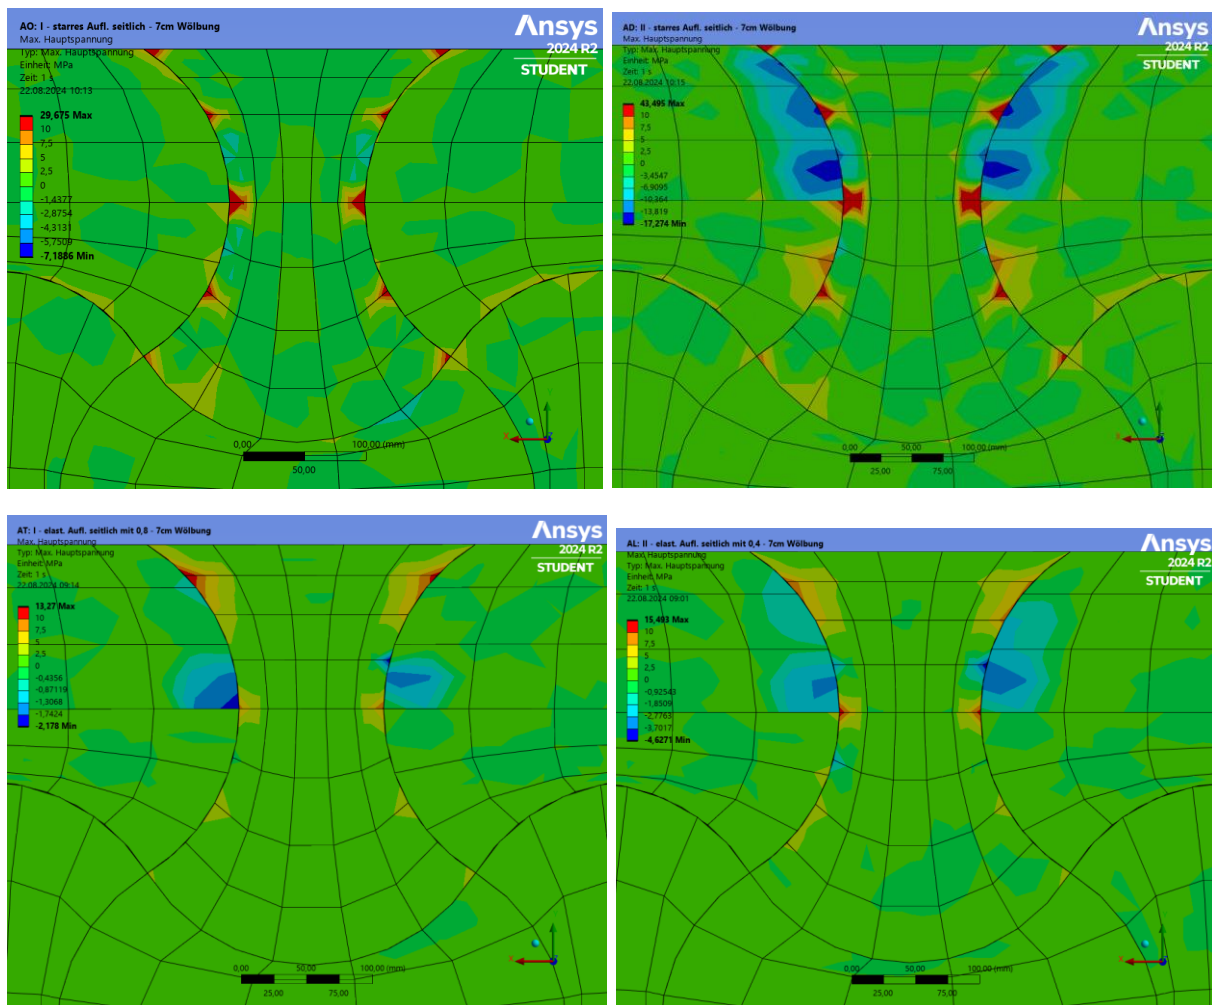 AO: I - starres Aufl. seitlich - 7cm Wölbung
Max. Hauptspannung
Typ: Max. Hauptspannung
Einheit: MPa
Zeit: 1 s
22.08.2024 10:13
Ansys
2024 R2
STUDENT
29,675 Max
10
7,5
5
2,5
0
-1,4377
-2,8754
-4,3131
-5,7509
-7,1886 Min
0,00
100,00 (mm)
50,00
X
AD: II - starres Aufl. seitlich - 7cm Wölbung
Max. Hauptspannung
Typ: Max. Hauptspannung
Einheit: MPa
Zeit: 1 s
22.08.2024 10:15
Ansys
2024 R2
STUDENT
43,495 Max
10
7,5
5
2,5
0
-3,4547
-6,9095
-10,364
-13,819
-17,274 Min
0,00
50,00
100,00 (mm)
25,00
75,00
X
AT: I - elast. Aufl. seitlich mit 0,8 - 7cm Wölbung
Max. Hauptspannung
Typ: Max. Hauptspannung
Einheit: MPa
Zeit: 1 s
22.08.2024 09:14
Ansys
2024 R2
STUDENT
13,27 Max
10
7,5
5
2,5
0
-0,4356
-0,87119
-1,3068
-1,7424
-2,178 Min
0,00
50,00
100,00 (mm)
25,00
75,00
X
AL: II - elast. Aufl. seitlich mit 0,4 - 7cm Wölbung
Max. Hauptspannung
Typ: Max. Hauptspannung
Einheit: MPa
Zeit: 1 s
22.08.2024 09:01
Ansys
2024 R2
STUDENT
15,493 Max
10
7,5
5
2,5
0
-0,92543
-1,8509
-2,7763
-3,7017
-4,6271 Min
0,00
50,00
100,00 (mm)
25,00
75,00
X